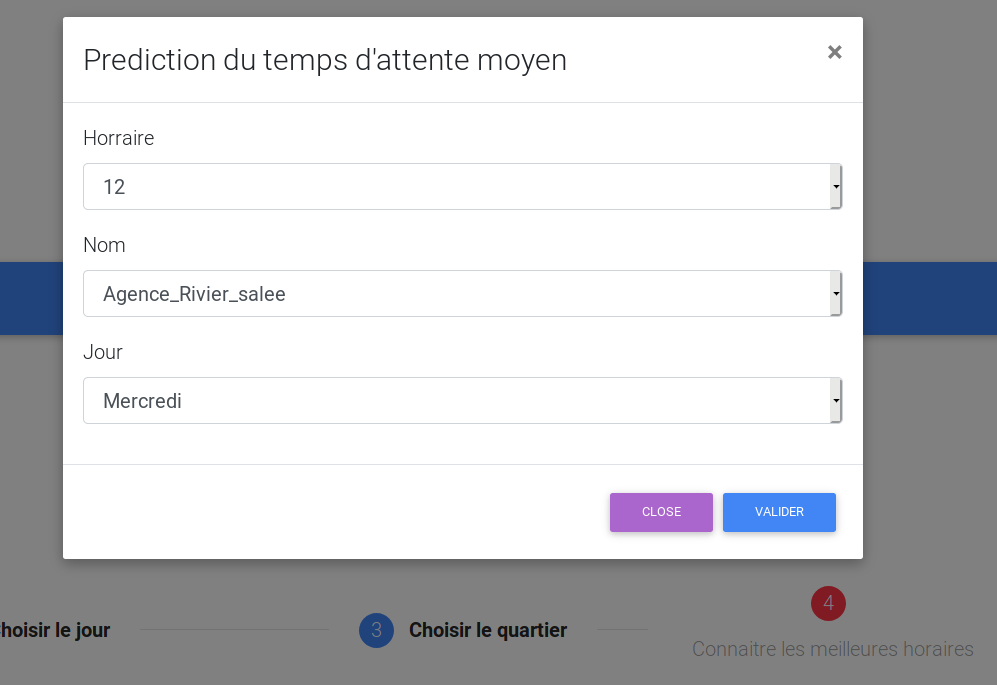 Prediction du temps d'attente moyen
×
Horraire
12
Nom
Agence_Rivier_salee
Jour
Mercredi
CLOSE
VALIDER
hoisir le jour
3
Choisir le quartier
4
Connaitre les meilleures horaires